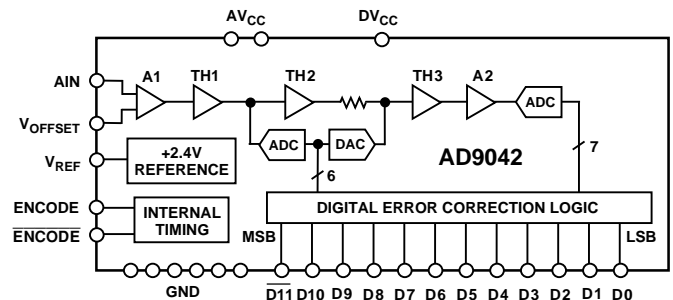 AVCC DVCC
AIN A1 TH1 TH2 TH3 A2 ADC
VOFFSET
ADC DAC AD9042 7
VREF +2.4V REFERENCE 6
ENCODE INTERNAL TIMING DIGITAL ERROR CORRECTION LOGIC
ENCODE MSB LSB
GND D11 D10 D9 D8 D7 D6 D5 D4 D3 D2 D1 D0